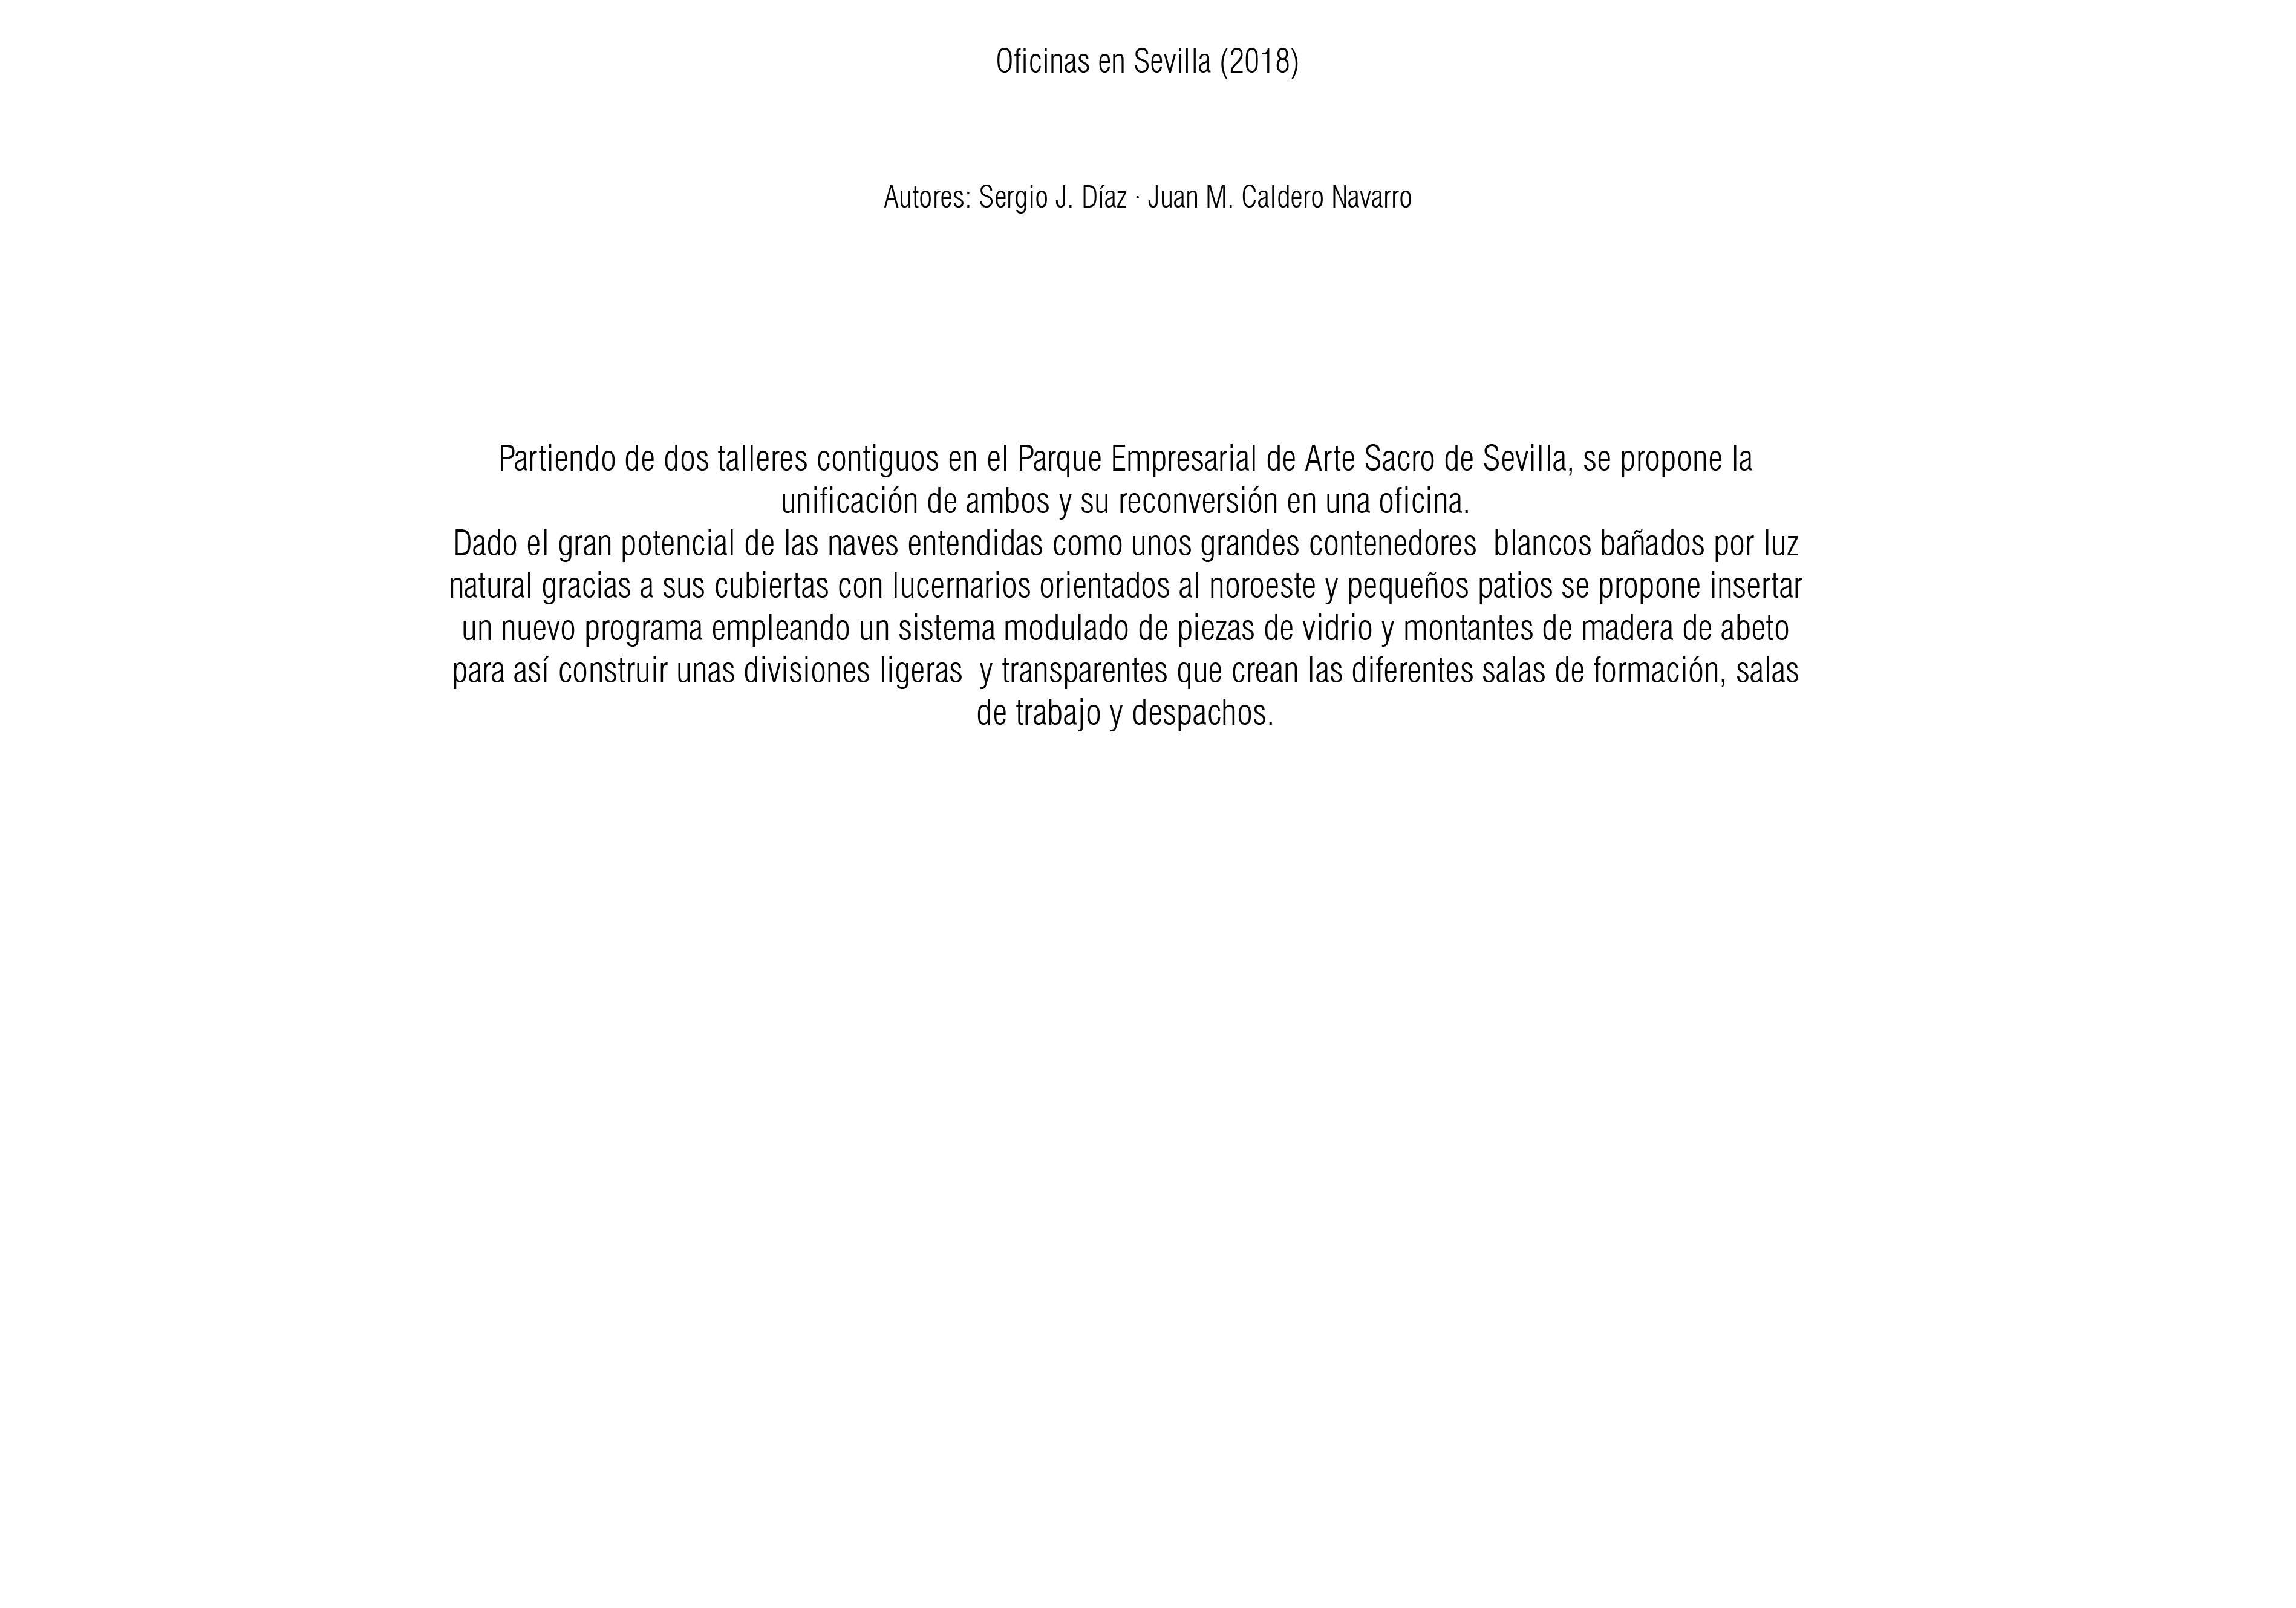 Oficinas en Sevilla (2018)
Autores: Sergio J. Díaz · Juan M. Caldero Navarro
Partiendo de dos talleres contiguos en el Parque Empresarial de Arte Sacro de Sevilla, se propone la
unificación de ambos y su reconversión en una oficina.
Dado el gran potencial de las naves entendidas como unos grandes contenedores  blancos bañados por luz
natural gracias a sus cubiertas con lucernarios orientados al noroeste y pequeños patios se propone insertar
un nuevo programa empleando un sistema modulado de piezas de vidrio y montantes de madera de abeto
para así construir unas divisiones ligeras  y transparentes que crean las diferentes salas de formación, salas
de trabajo y despachos.